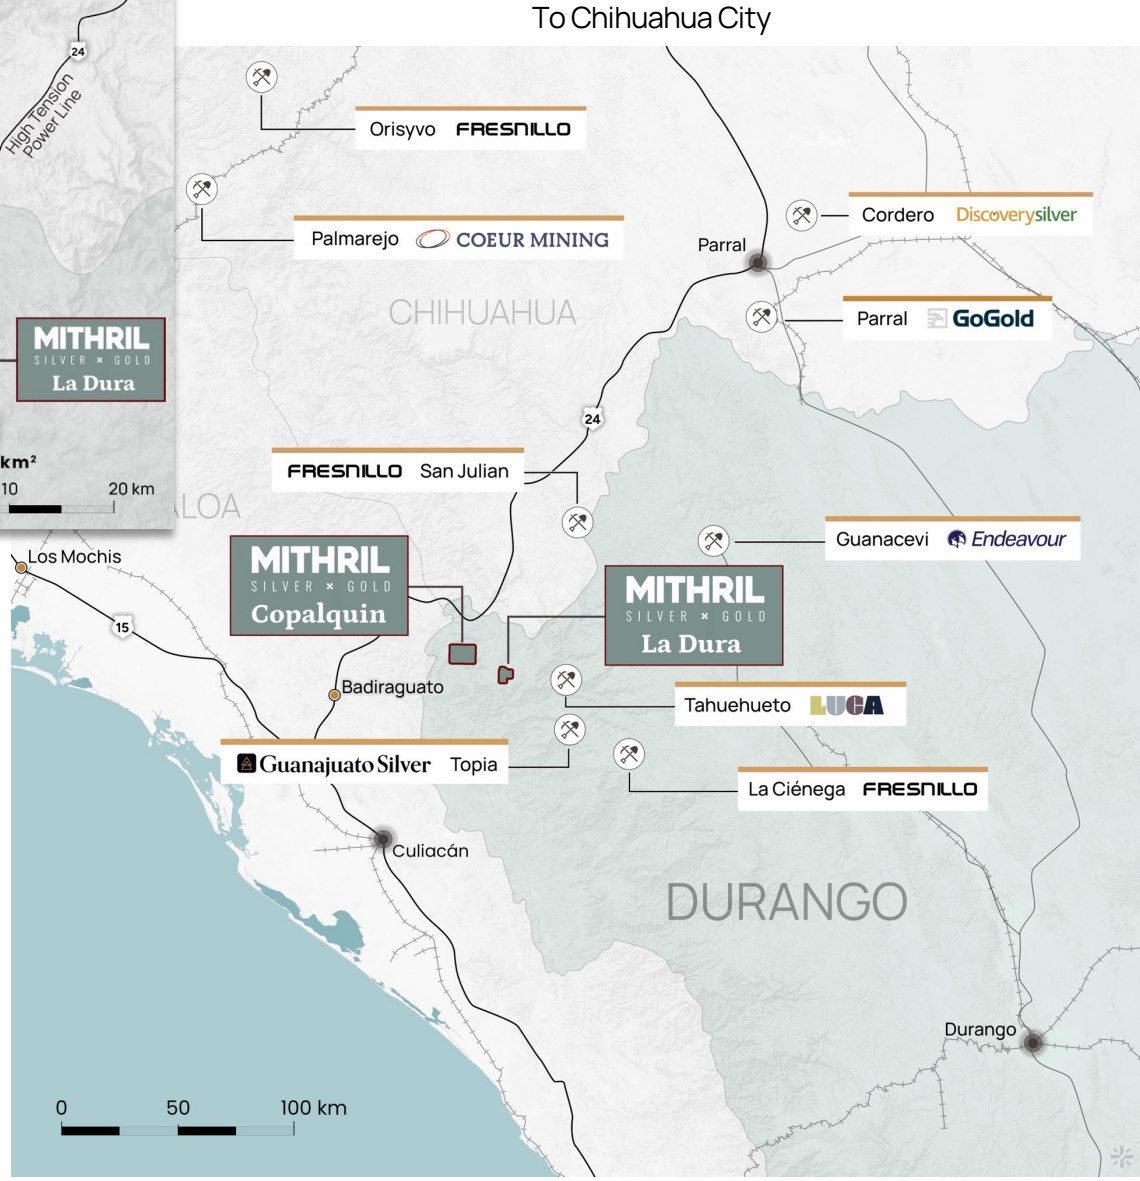 To Chihuahua City
24
High Tension
Power Line
Orisyvo FRESNILLO
Palmarejo COEUR MINING
Cordero Discoverysilver
Parral
CHIHUAHUA
Parral GoGold
MITHRIL
SILVER × GOLD
La Dura
24
km²
10 20 km
ALOA
FRESNILLO San Julian
Los Mochis
Guanacevi Endeavour
MITHRIL
SILVER × GOLD
Copalquin
MITHRIL
SILVER × GOLD
La Dura
15
Badiraguato
Tahuehueto LUCA
Guanajuato Silver Topia
La Ciénega FRESNILLO
Culiacán
DURANGO
Durango
0 50 100 km